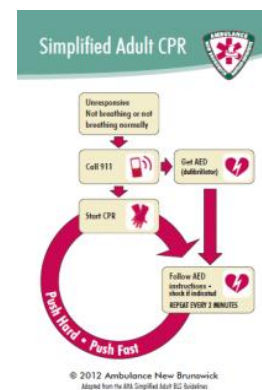 Simplified Adult CPR
AMBULANCE
Unresponsive
Not breathing or not
breathing normally
Call 911
Get AED
(defibrillator)
Start CPR
Follow AED
instructions •
shock if indicated
REPEAT EVERY 2 MINUTES
Push Hard • Push Fast
© 2012 Ambulance New Brunswick
Adapted from the AHA Simplified Adult BLS Guidelines